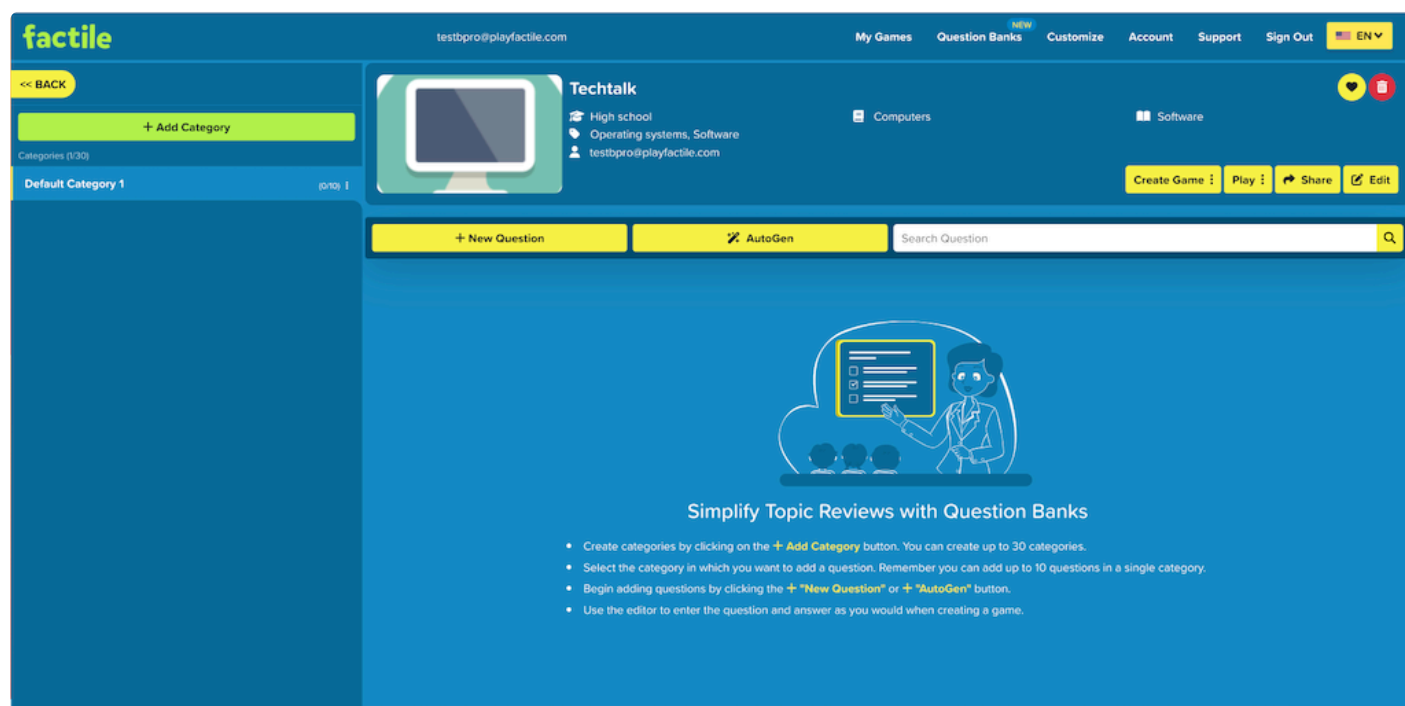 factile
testbpro@playfactile.com
My Games
NEW
Question Banks
Customize
Account
Support
Sign Out
EN
<< BACK
+ Add Category
Categories (1/30)
Default Category 1
(0/10)
Techtalk
High school
Computers
Software
Operating systems, Software
testbpro@playfactile.com
Create Game
Play
Share
Edit
+ New Question
AutoGen
Search Question
Simplify Topic Reviews with Question Banks
• Create categories by clicking on the + Add Category button. You can create up to 30 categories.
• Select the category in which you want to add a question. Remember you can add up to 10 questions in a single category.
• Begin adding questions by clicking the + "New Question" or + "AutoGen" button.
• Use the editor to enter the question and answer as you would when creating a game.